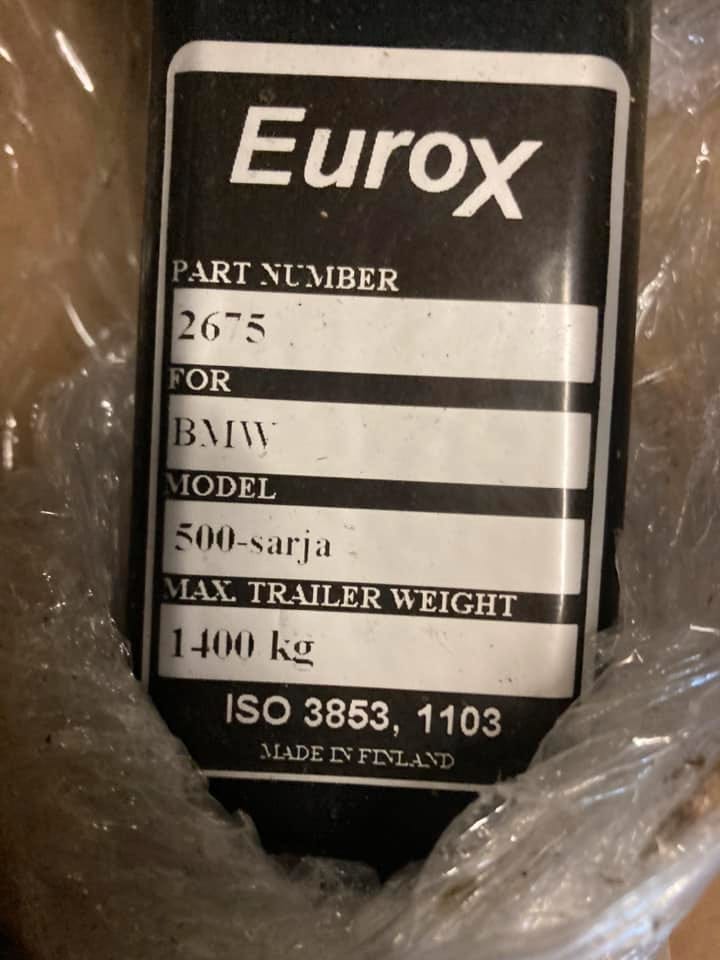 EuroX
PART NUMBER
2675
FOR
BMW
MODEL
500-sarja
MAX. TRAILER WEIGHT
1400 kg
ISO 3853, 1103
MADE IN FINLAND